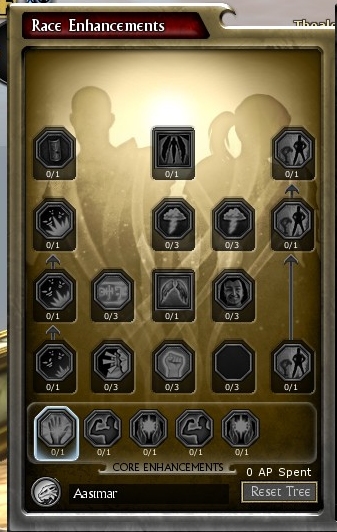 Race Enhancements
0/1 0/1 0/1
0/1 0/3 0/3 0/1
0/1 0/3 0/1 0/3
0/1 0/3 0/3 0/3 0/1
0/1 0/1 0/1 0/1 0/1
Core Enhancements
0 AP Spent
Aasimar
Reset Tree